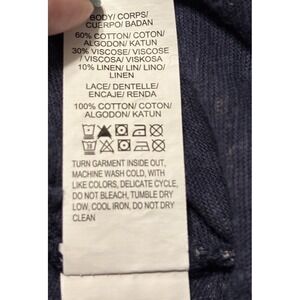 BODY/ CORPS/
CUERPO/ BADAN
60% COTTON/ COTON/
ALGODON/ KATUN
30% VISCOSE/ VISCOSE/
VISCOSA/ VISKOSA
10% LINEN/ LIN/ LINO/
LINEN
LACE/ DENTELLE/
ENCAJE/ RENDA
100% COTTON/ COTON/
ALGODON/ KATUN
TURN GARMENT INSIDE OUT,
MACHINE WASH COLD, WITH
LIKE COLORS, DELICATE CYCLE,
DO NOT BLEACH, TUMBLE DRY
LOW, COOL IRON, DO NOT DRY
CLEAN